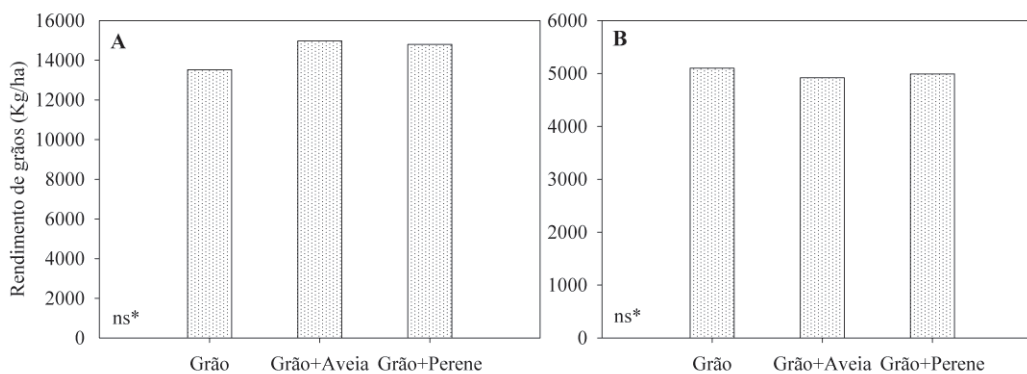 Rendimento de grãos (Kg/ha)
A
16000
14000
12000
10000
8000
6000
4000
2000
0
ns*
Grão Grão+Aveia Grão+Perene
B
6000
5000
4000
3000
2000
1000
0
ns*
Grão Grão+Aveia Grão+Perene